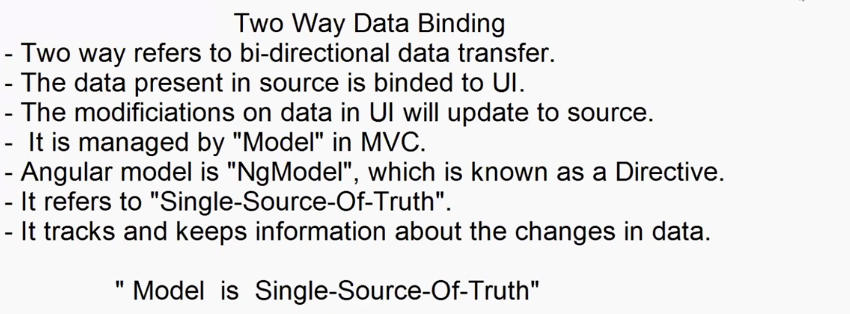 Two Way Data Binding
- Two way refers to bi-directional data transfer.
- The data present in source is binded to UI.
- The modificiations on data in UI will update to source.
-  It is managed by "Model" in MVC.
- Angular model is "NgModel", which is known as a Directive.
- It refers to "Single-Source-Of-Truth".
- It tracks and keeps information about the changes in data.
" Model  is  Single-Source-Of-Truth"